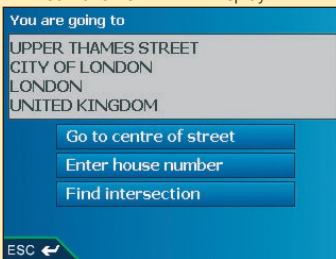 You are going to
UPPER THAMES STREET
CITY OF LONDON
LONDON
UNITED KINGDOM
Go to centre of street
Enter house number
Find intersection
ESC